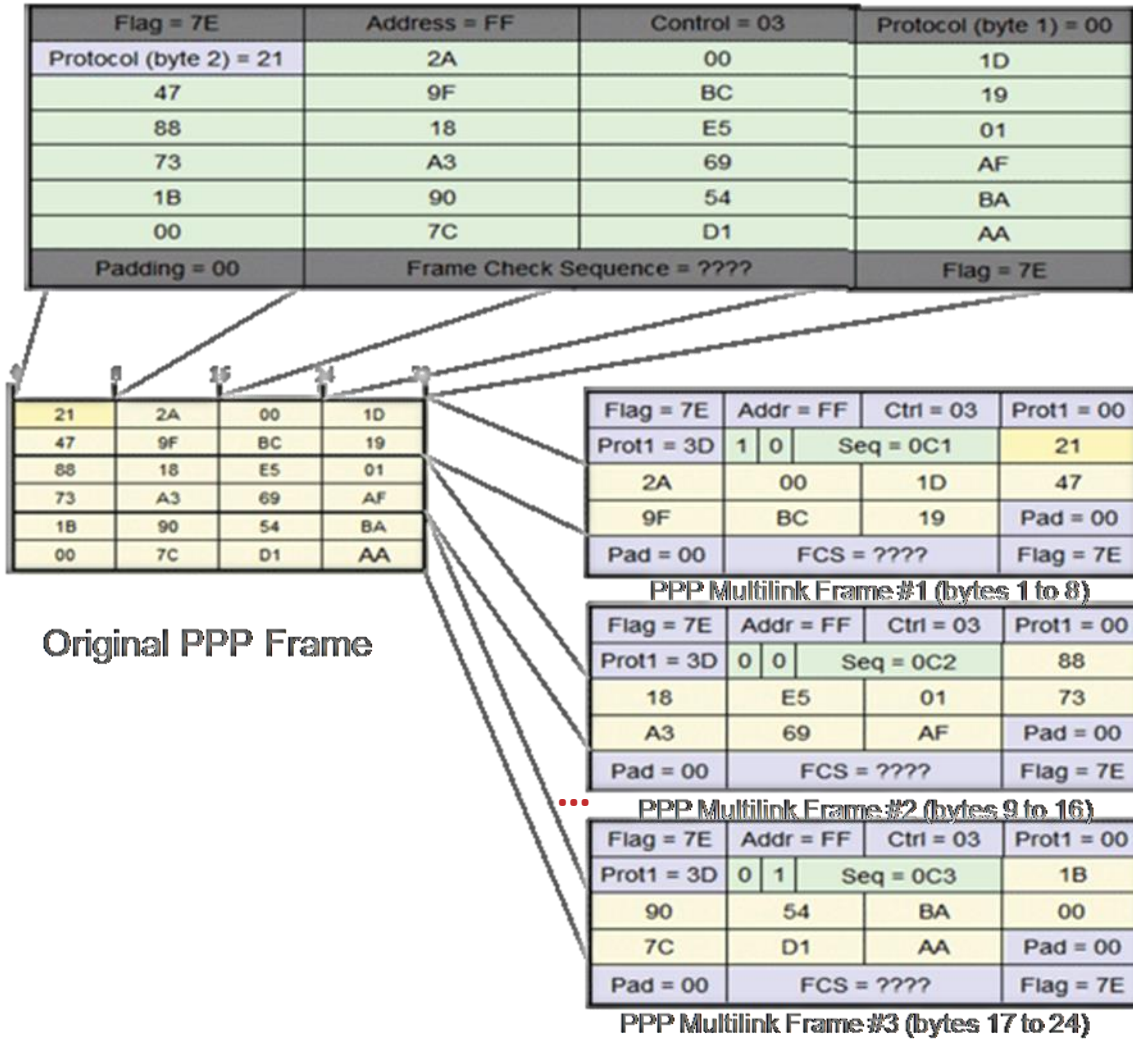 Flag = 7E Address = FF Control = 03 Protocol (byte 1) = 00
Protocol (byte 2) = 21 2A 00 1D
47 9F BC 19
88 18 E5 01
73 A3 69 AF
1B 90 54 BA
00 7C D1 AA
Padding = 00 Frame Check Sequence = ???? Flag = 7E
8 16 24
21 2A 00 1D
47 9F BC 19
88 18 E5 01
73 A3 69 AF
1B 90 54 BA
00 7C D1 AA
Original PPP Frame
Flag = 7E Addr = FF Ctrl = 03 Prot1 = 00
Prot1 = 3D 1 0 Seq = 0C1 21
2A 00 1D 47
9F BC 19 Pad = 00
Pad = 00 FCS = ???? Flag = 7E
PPP Multilink Frame #1 (bytes 1 to 8)
Flag = 7E Addr = FF Ctrl = 03 Prot1 = 00
Prot1 = 3D 0 0 Seq = 0C2 88
18 E5 01 73
A3 69 AF Pad = 00
Pad = 00 FCS = ???? Flag = 7E
... PPP Multilink Frame #2 (bytes 9 to 16)
Flag = 7E Addr = FF Ctrl = 03 Prot1 = 00
Prot1 = 3D 0 1 Seq = 0C3 1B
90 54 BA 00
7C D1 AA Pad = 00
Pad = 00 FCS = ???? Flag = 7E
PPP Multilink Frame #3 (bytes 17 to 24)